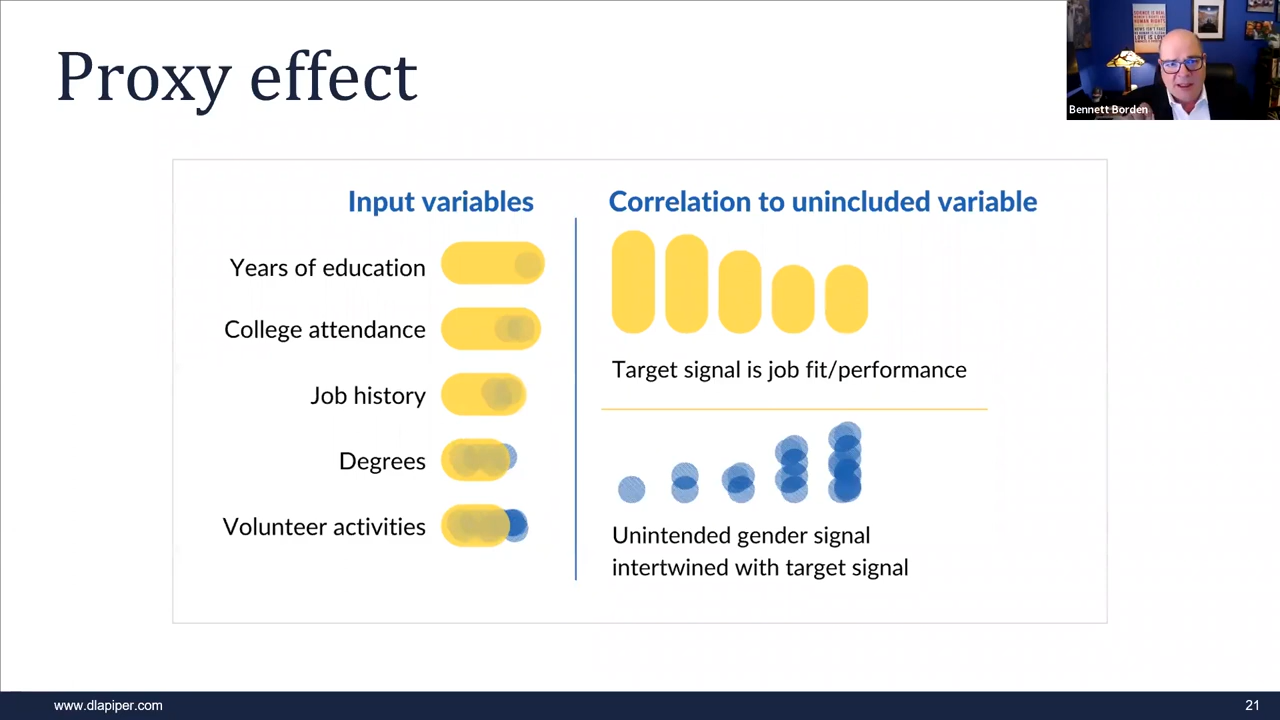 Proxy effect
Bennett Borden
Input variables
Years of education
College attendance
Job history
Degrees
Volunteer activities
Correlation to unincluded variable
Target signal is job fit/performance
Unintended gender signal
intertwined with target signal
www.dlapiper.com
21